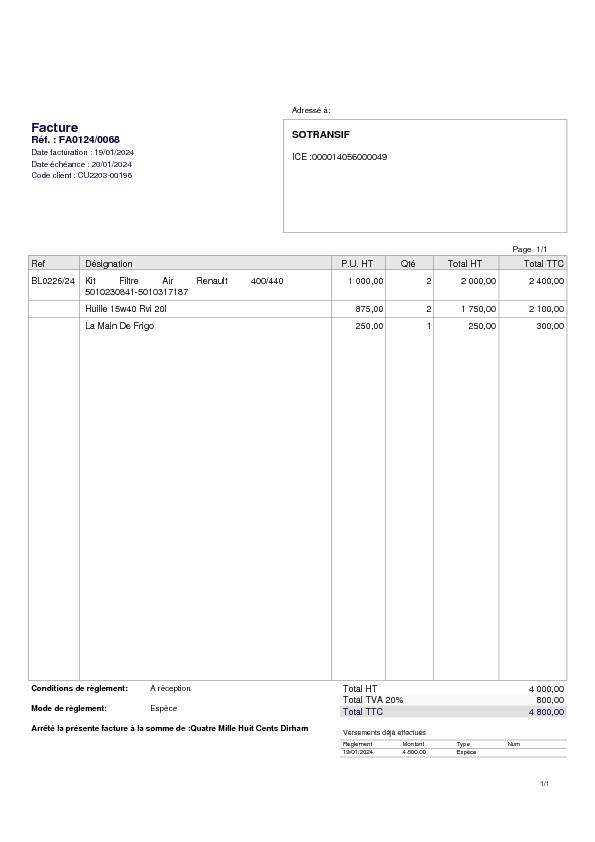 Adressé à:
Facture
Réf. : FA0124/0068
Date facturation : 19/01/2024
Date échéance : 20/01/2024
Code client : CU2203-00196
SOTRANSIF
ICE :000014056000049
Page 1/1
Ref Désignation P.U. HT Qté Total HT Total TTC
BL0226/24 Kit Filtre Air Renault 400/440 1 000,00 2 2 000,00 2 400,00
5010230841-5010317187
Huille 15w40 Rvi 20l 875,00 2 1 750,00 2 100,00
La Main De Frigo 250,00 1 250,00 300,00
Conditions de règlement: A réception
Total HT 4 000,00
Total TVA 20% 800,00
Mode de règlement: Espèce
Total TTC 4 800,00
Arrêté la présente facture à la somme de :Quatre Mille Huit Cents Dirham
Versements déjà effectués
Règlement Montant Type Num
19/01/2024 4 800,00 Espèce
1/1